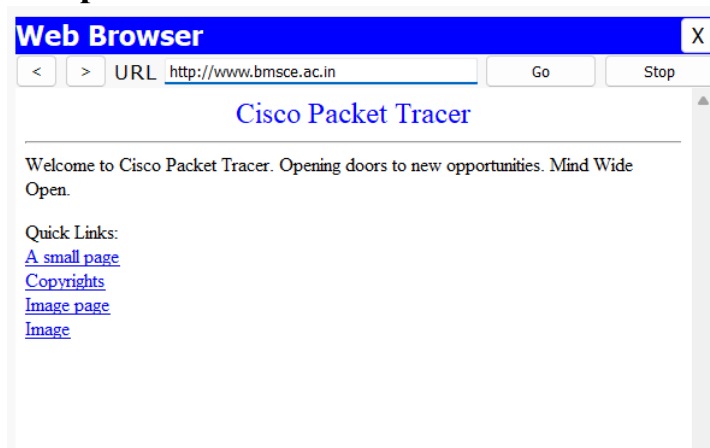 Web Browser X
< > URL http://www.bmsce.ac.in Go Stop
Cisco Packet Tracer
Welcome to Cisco Packet Tracer. Opening doors to new opportunities. Mind Wide
Open.
Quick Links:
A small page
Copyrights
Image page
Image